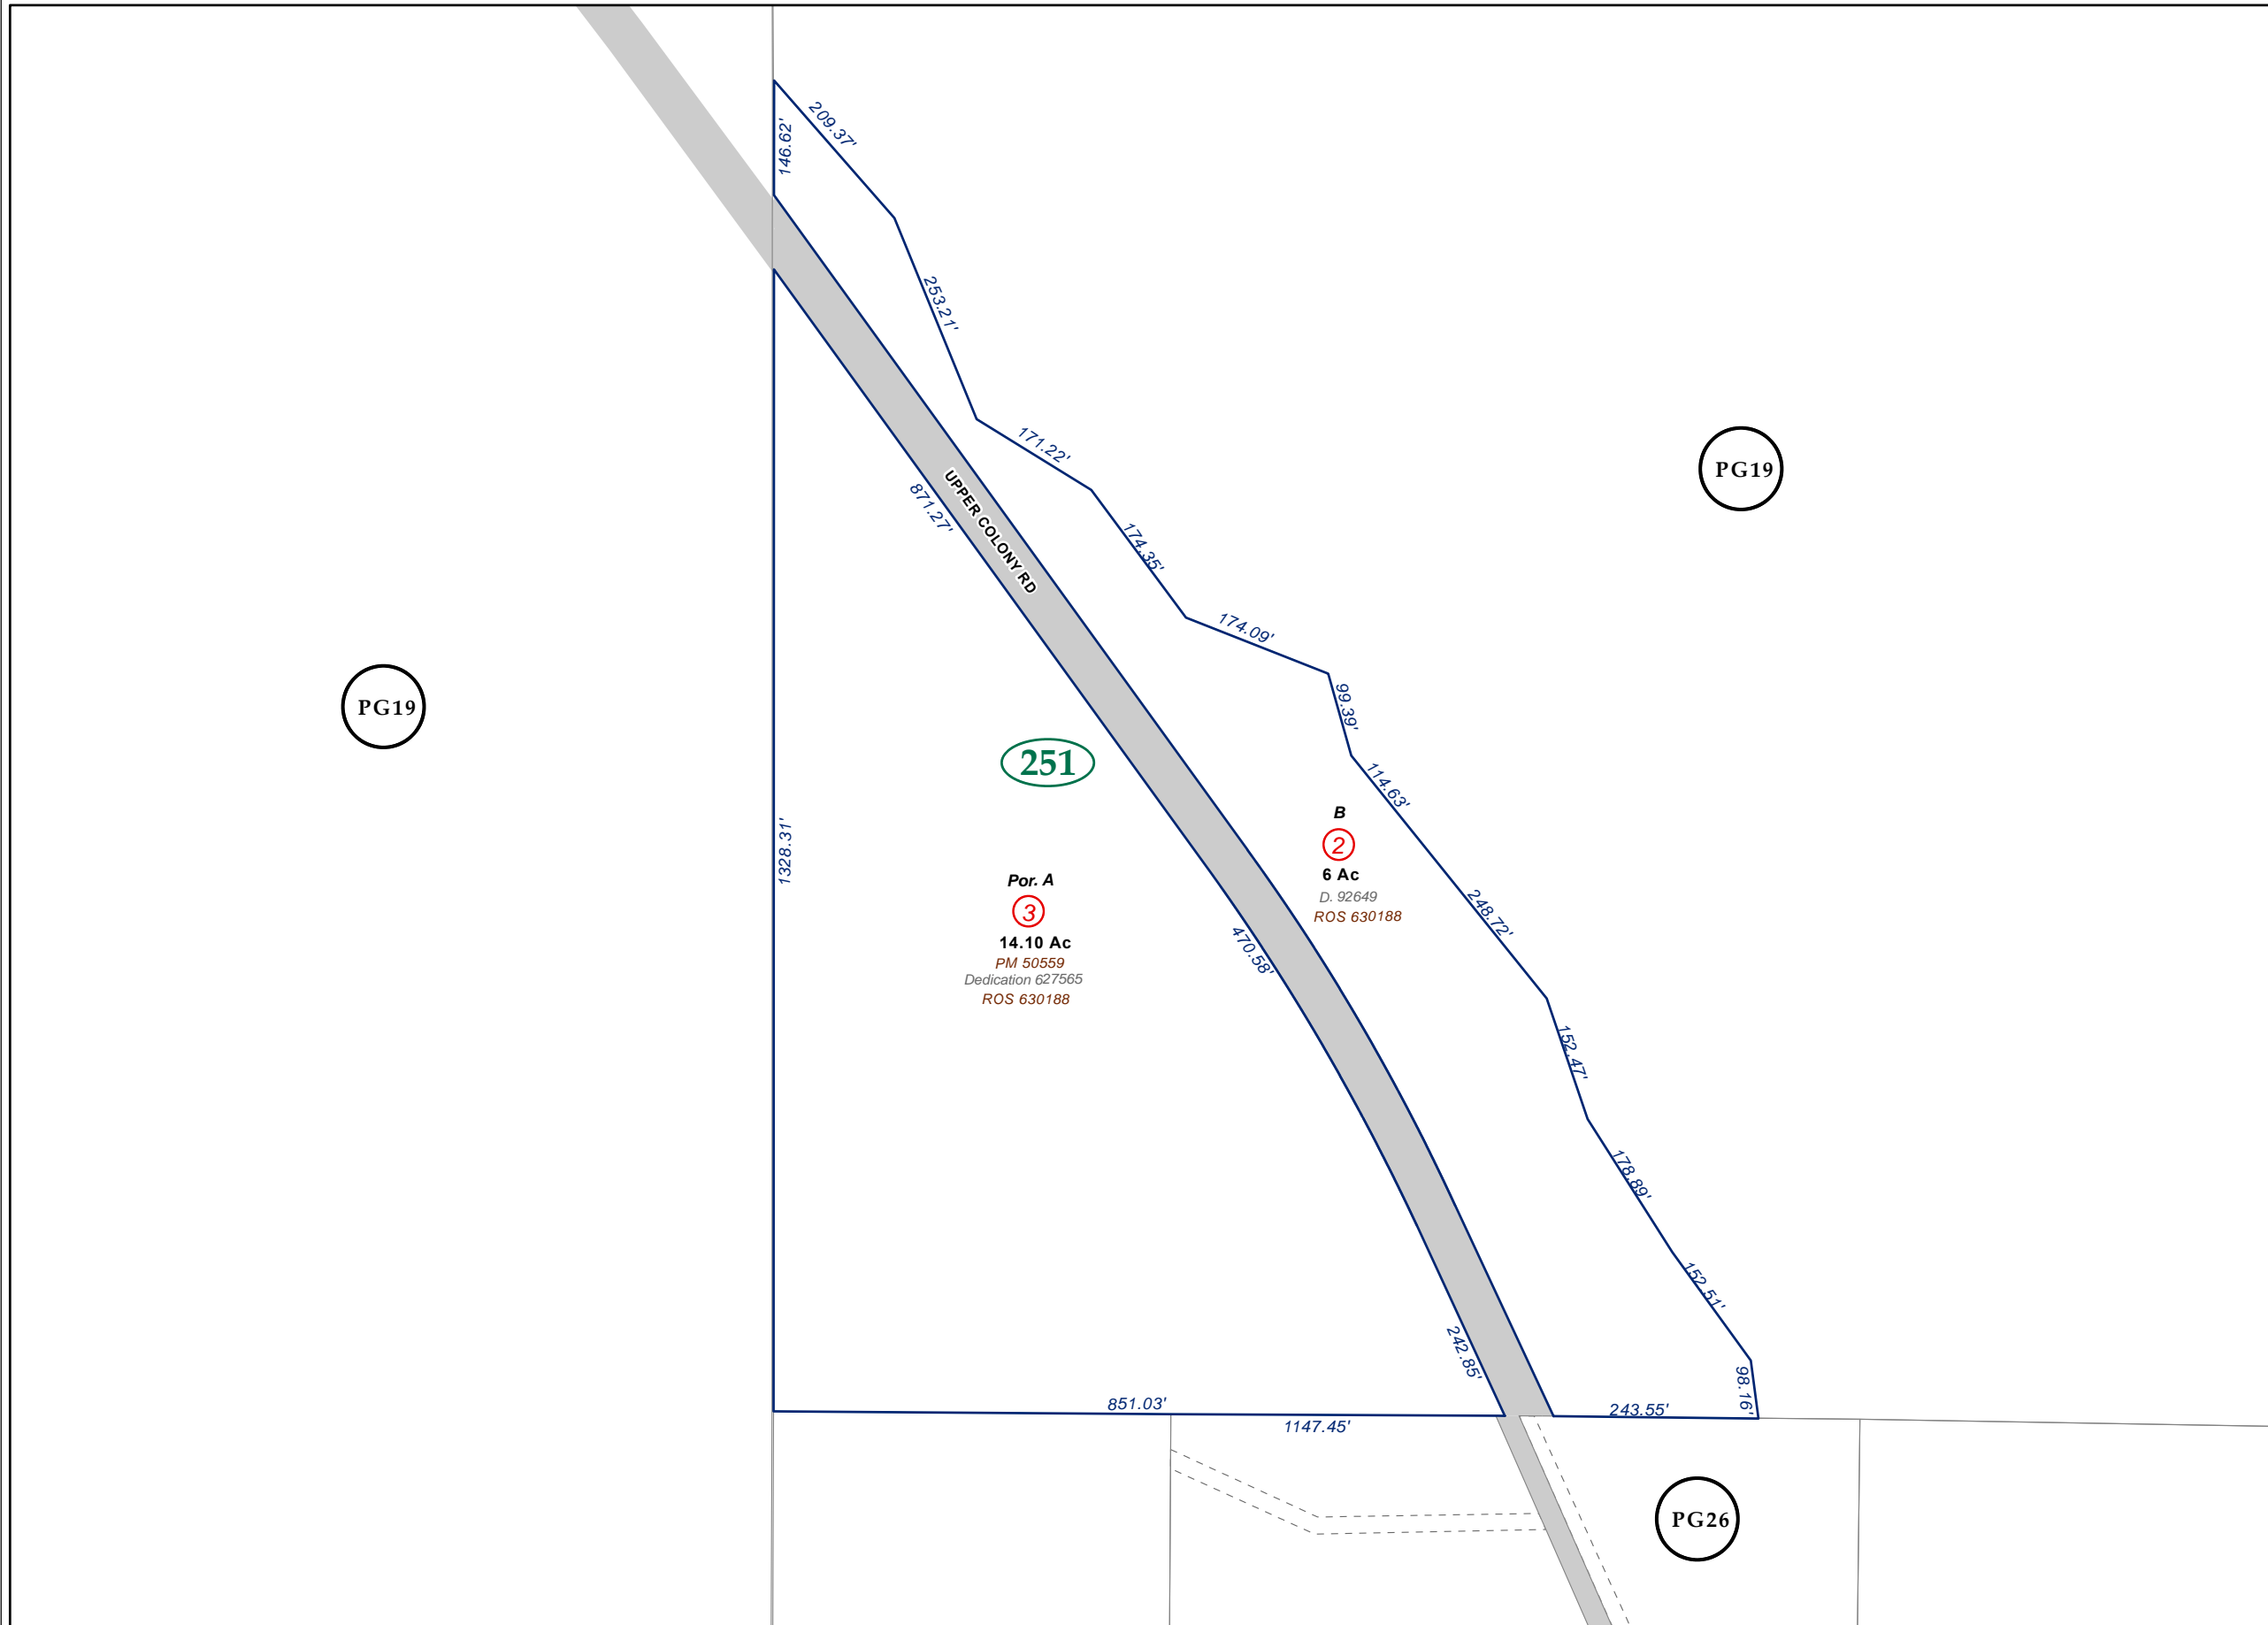 209.37'
146.62'
253.21'
171.22'
PG19
UPPER COLONY RD
871.27'
174.35'
174.09'
99.39'
PG19
251
114.63'
B
2
6 Ac
D. 92649
ROS 630188
1328.31'
Por. A
3
14.10 Ac
PM 50559
Dedication 627565
ROS 630188
248.72'
470.58'
152.47'
178.89'
152.51'
242.85'
98.16'
851.03'
243.55'
1147.45'
PG26